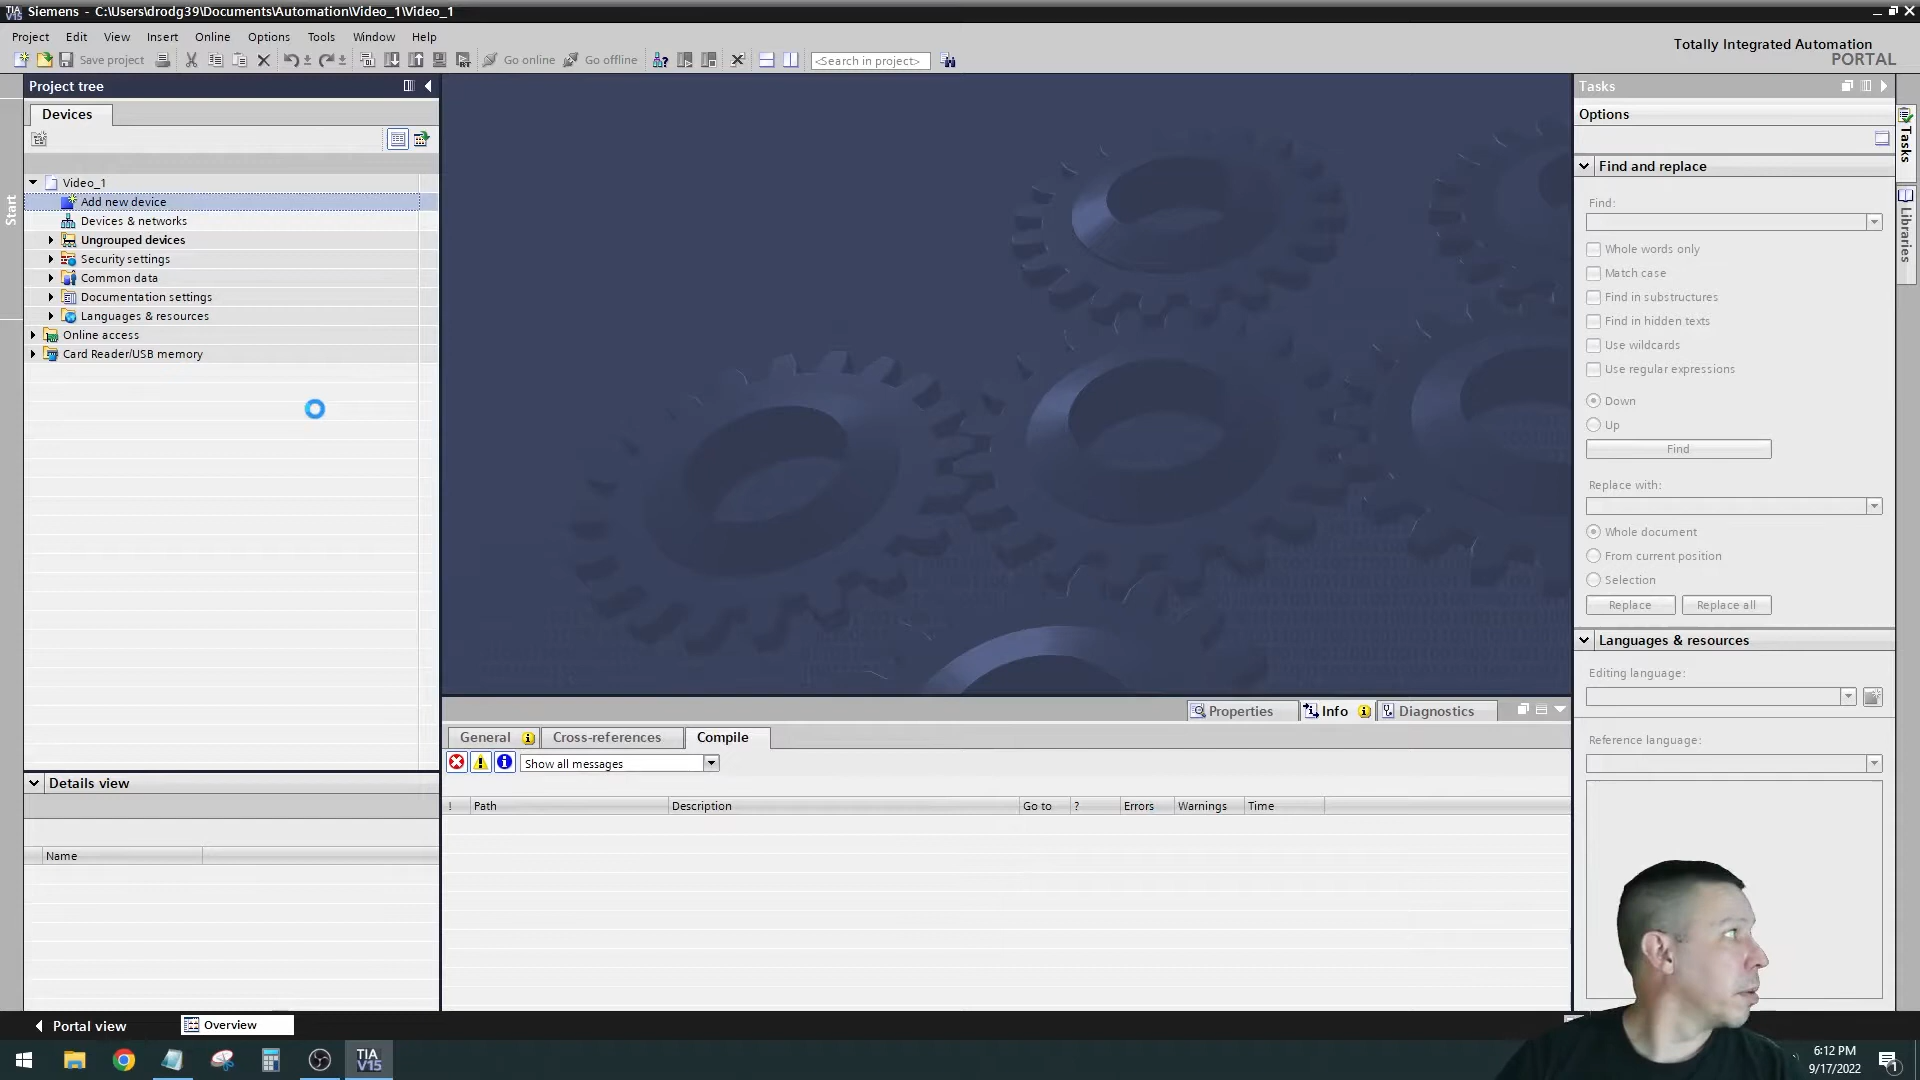 TIA
V15
Siemens - C:\Users\drodg39\Documents\Automation\Video_1\Video_1
Project Edit View Insert Online Options Tools Window Help
Totally Integrated Automation
PORTAL
Save project
Go online
Go offline
<Search in project>
Project tree
Devices
Start
Video_1
Add new device
Devices & networks
Ungrouped devices
Security settings
Common data
Documentation settings
Languages & resources
Online access
Card Reader/USB memory
Details view
Name
Properties
Info
Diagnostics
General
Cross-references
Compile
Show all messages
! Path Description Go to ? Errors Warnings Time
Tasks
Options
Find and replace
Find:
Whole words only
Match case
Find in substructures
Find in hidden texts
Use wildcards
Use regular expressions
Down
Up
Find
Replace with:
Whole document
From current position
Selection
Replace
Replace all
Languages & resources
Editing language:
Reference language:
Tasks
Libraries
Portal view
Overview
TIA
V15
6:12 PM
9/17/2022
1